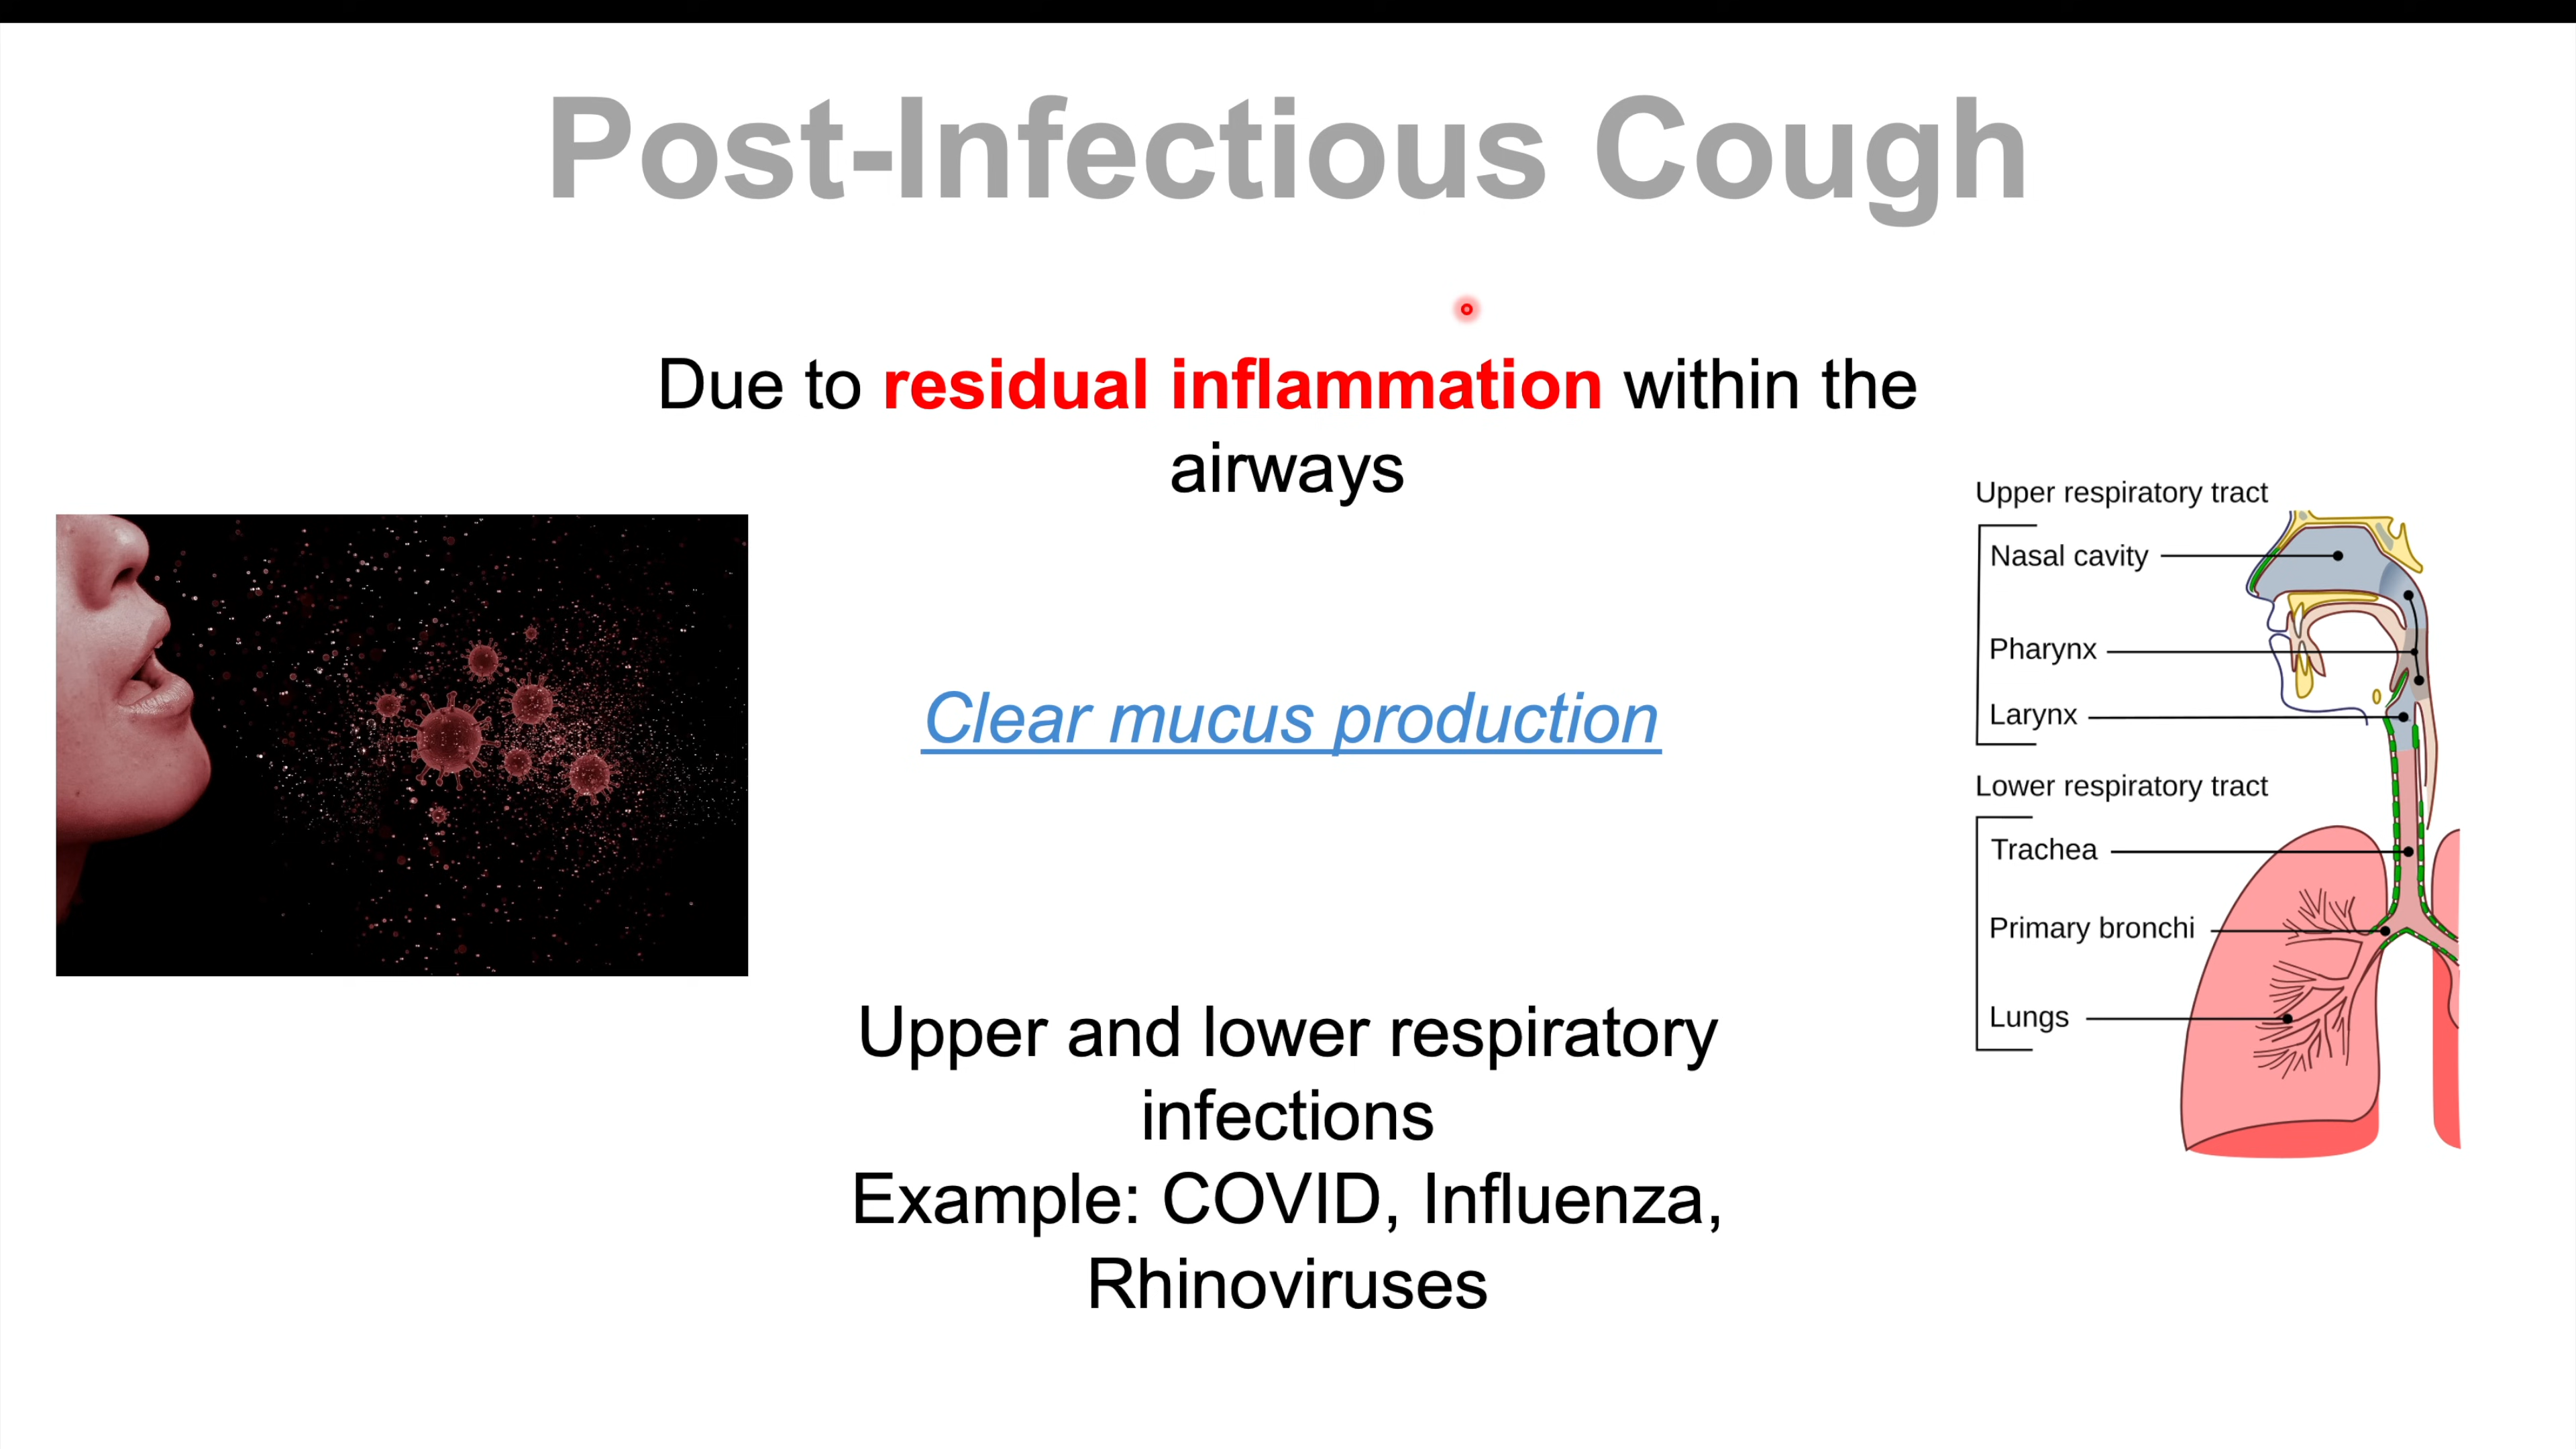 Post-Infectious Cough
Due to residual inflammation within the
airways
Clear mucus production
Upper and lower respiratory
infections
Example: COVID, Influenza,
Rhinoviruses
Upper respiratory tract
Nasal cavity
Pharynx
Larynx
Lower respiratory tract
Trachea
Primary bronchi
Lungs